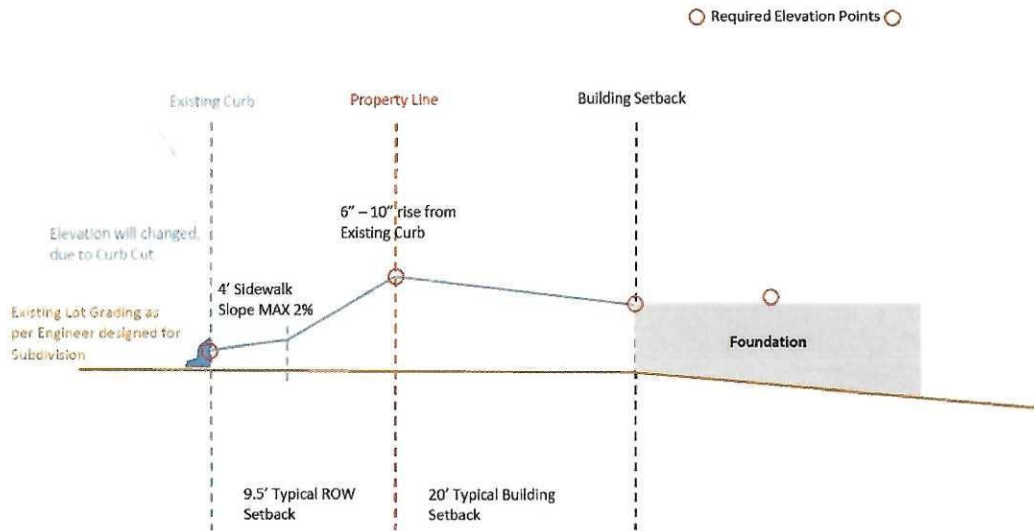 Required Elevation Points
Existing Curb
Property Line
Building Setback
6” – 10” rise from
Existing Curb
Elevation will changed,
due to Curb Cut
4’ Sidewalk
Slope MAX 2%
Existing Lot Grading as
per Engineer designed for
Subdivision
Foundation
9.5’ Typical ROW
Setback
20’ Typical Building
Setback